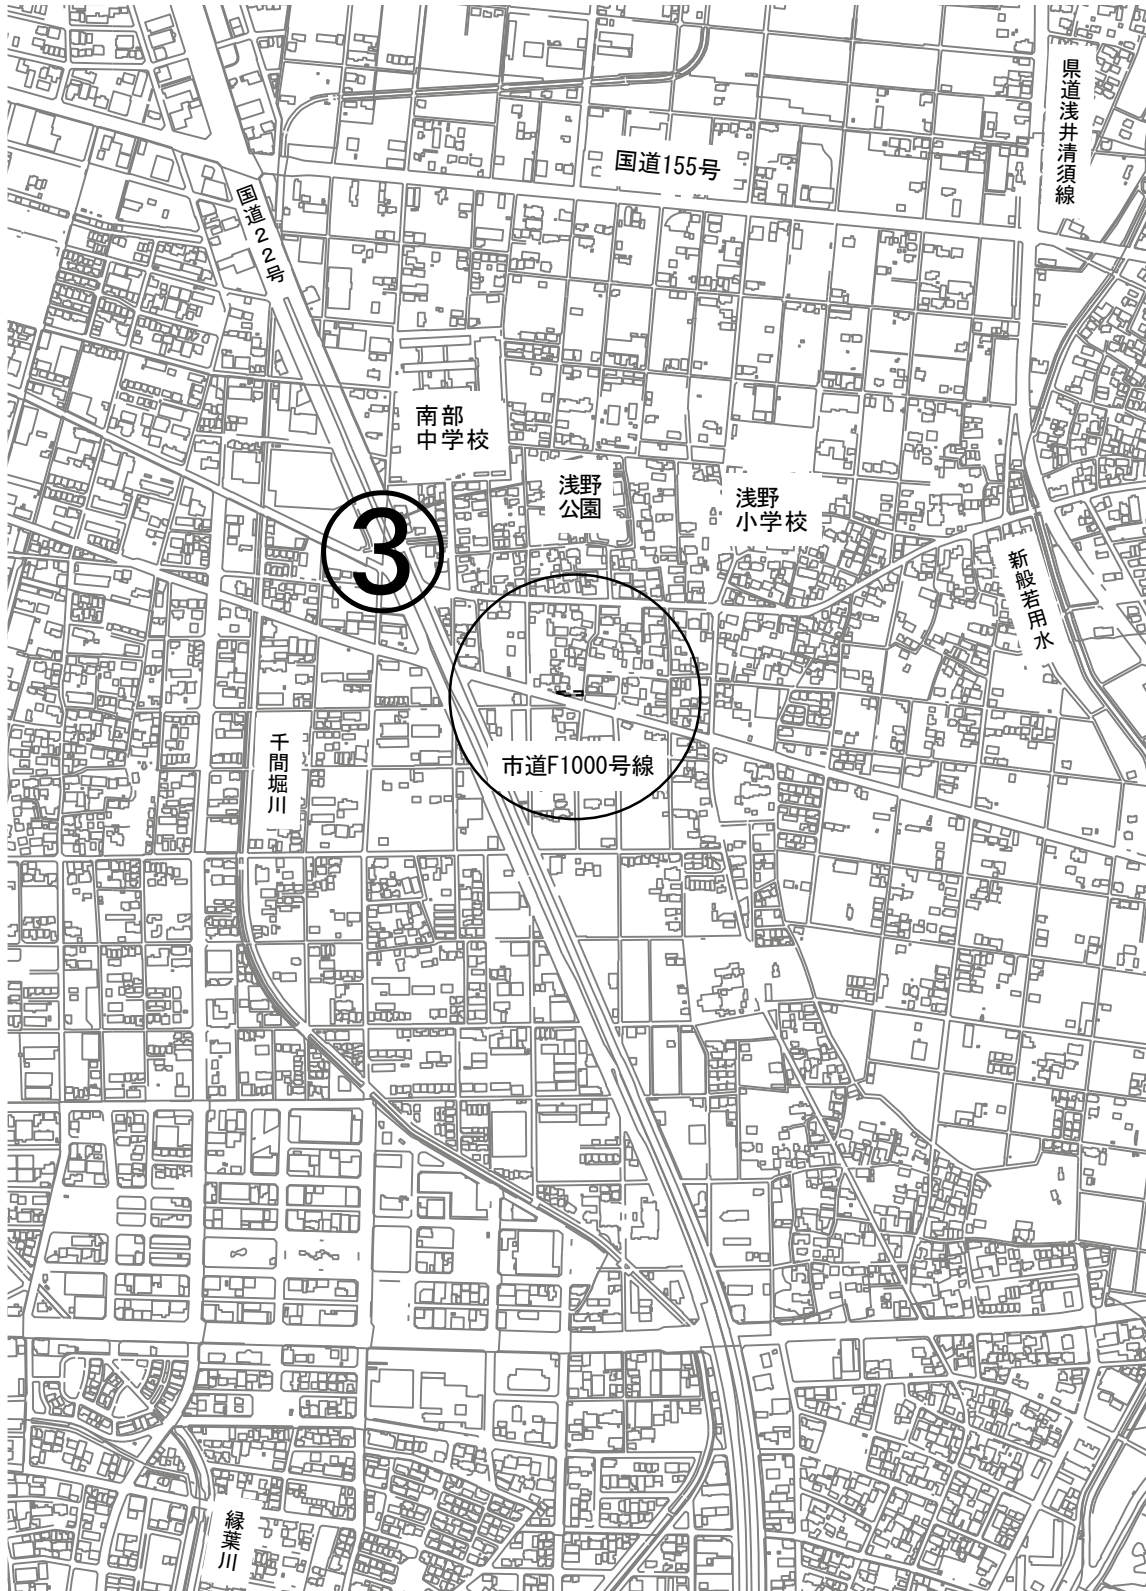 県道浅井清須線
国道155号
国道22号
南部
中学校
浅野
公園
浅野
小学校
3
新般若用水
千間堀川
市道F1000号線
縁葉川